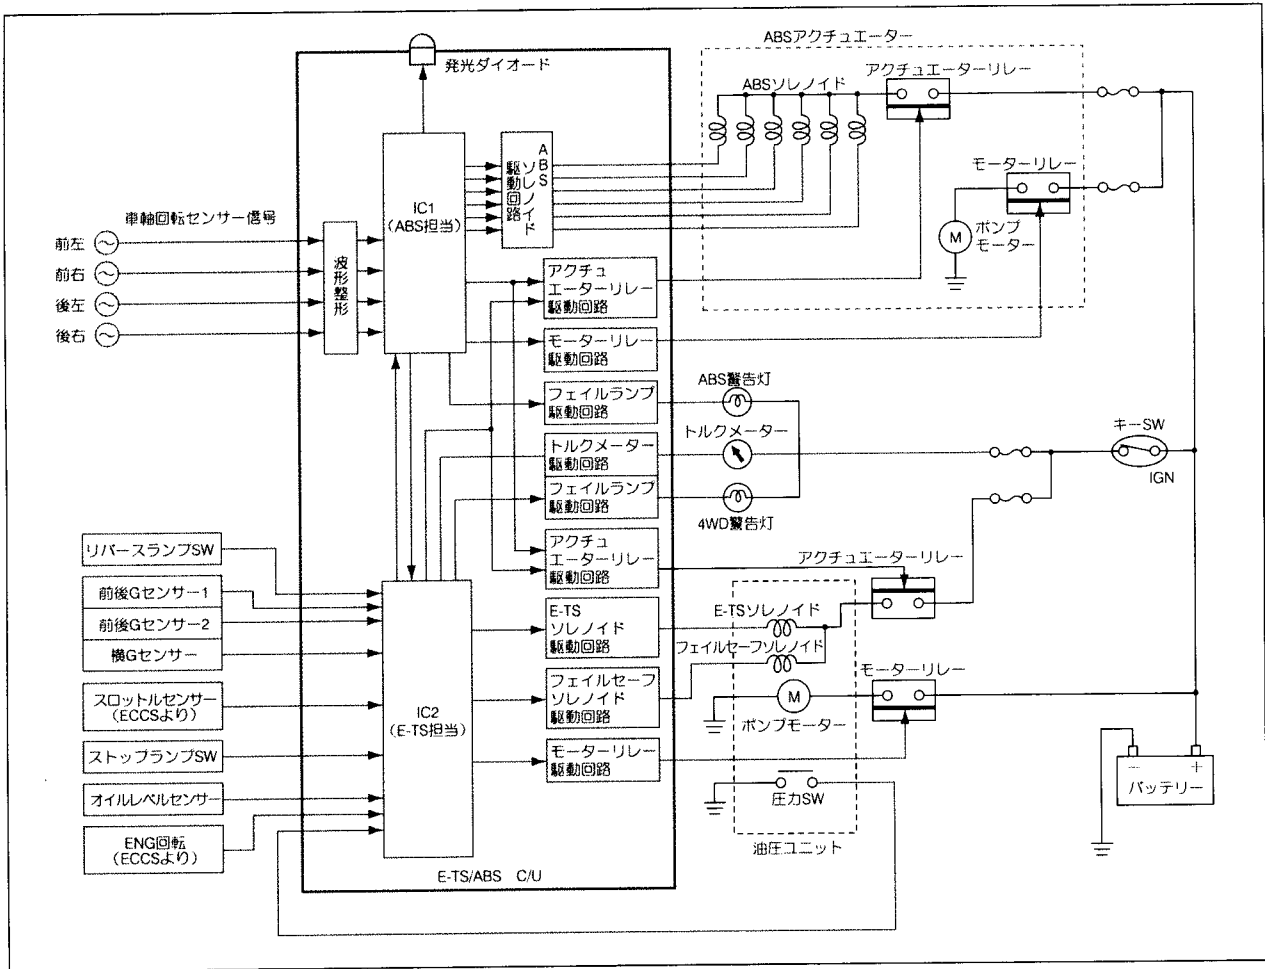 ABSアクチュエーター
発光ダイオード
アクチュエーターリレー
ABSソレノイド
モーターリレー
ABS
ソレノイド
駆動回路
IC1
(ABS担当)
車軸回転センサー信号
前左
前右
後左
後右
波形整形
M
ポンプ
モーター
アクチュ
エーターリレー
駆動回路
モーターリレー
駆動回路
フェイルランプ
駆動回路
ABS警告灯
トルクメーター
駆動回路
トルクメーター
キーSW
IGN
フェイルランプ
駆動回路
4WD警告灯
アクチュ
エーターリレー
駆動回路
アクチュエーターリレー
リバースランプSW
前後Gセンサー1
前後Gセンサー2
横Gセンサー
スロットルセンサー
(ECCSより)
ストップランプSW
オイルレベルセンサー
ENG回転
(ECCSより)
IC2
(E-TS担当)
E-TS
ソレノイド
駆動回路
E-TSソレノイド
フェイルセーフソレノイド
フェイルセーフ
ソレノイド
駆動回路
モーターリレー
M
ポンプモーター
モーターリレー
駆動回路
圧力SW
油圧ユニット
− +
バッテリー
E-TS/ABS C/U